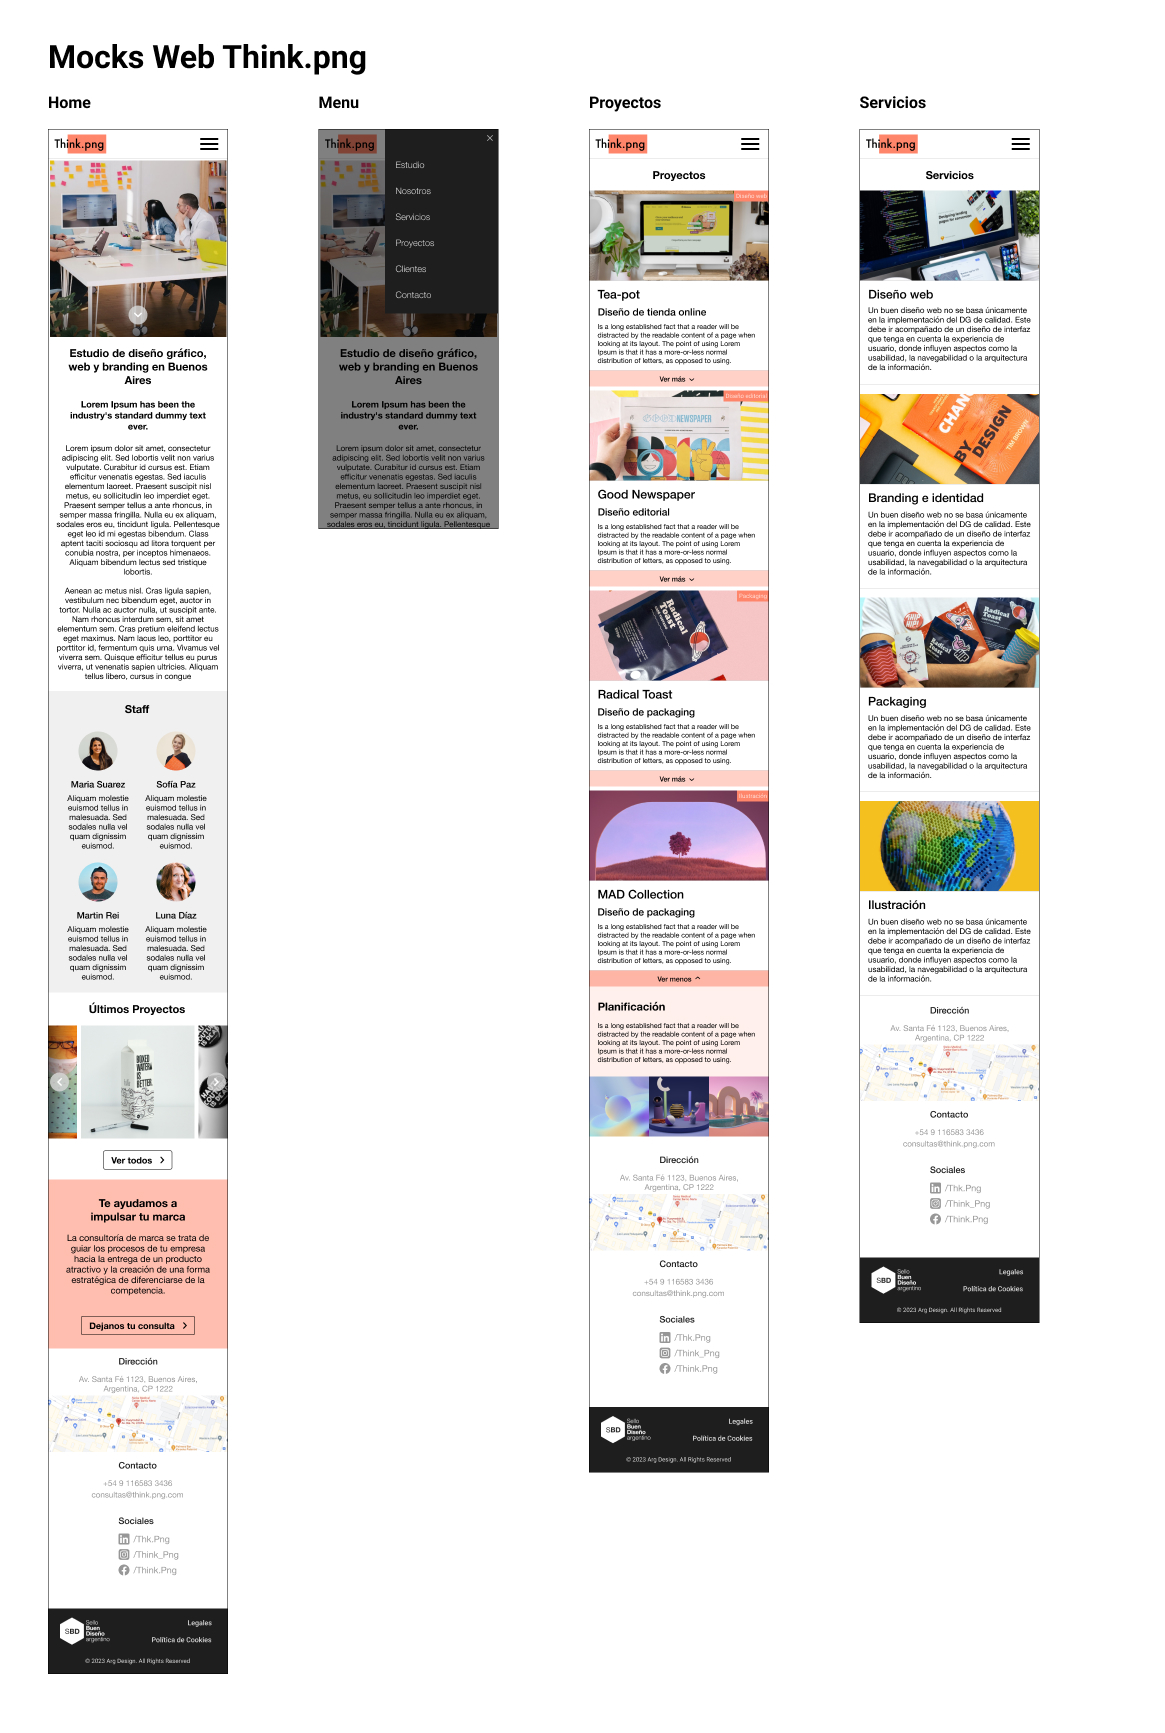 Mocks Web Think.png
Home
Think.png
Estudio de diseño gráfico,
web y branding en Buenos
Aires
Lorem Ipsum has been the
industry's standard dummy text
ever.
Lorem ipsum dolor sit amet, consectetur
adipiscing elit. Sed lobortis velit non varius
vulputate. Curabitur id cursus est. Etiam
efficitur venenatis egestas. Sed iaculis
elementum laoreet. Praesent suscipit nisl
metus, eu sollicitudin leo imperdiet eget.
Praesent semper tellus a ante rhoncus, in
semper massa fringilla. Nulla eu ex aliquam,
sodales eros eu, tincidunt ligula. Pellentesque
eget leo id mi egestas bibendum. Class
aptent taciti sociosqu ad litora torquent per
conubia nostra, per inceptos himenaeos.
Aliquam bibendum lectus sed tristique
lobortis.
Aenean ac metus nisl. Cras ligula sapien,
vestibulum nec bibendum eget, auctor in
tortor. Nulla ac auctor nulla, ut suscipit ante.
Nam rhoncus interdum sem, sit amet
elementum sem. Cras pretium eleifend lectus
eget maximus. Nam lacus leo, porttitor eu
porttitor id, fermentum quis urna. Vivamus vel
viverra sem. Quisque efficitur tellus eu purus
viverra, ut venenatis sapien ultricies. Aliquam
tellus libero, cursus in congue
Staff
Maria Suarez
Aliquam molestie
euismod tellus in
malesuada. Sed
sodales nulla vel
quam dignissim
euismod.
Sofía Paz
Aliquam molestie
euismod tellus in
malesuada. Sed
sodales nulla vel
quam dignissim
euismod.
Martin Rei
Aliquam molestie
euismod tellus in
malesuada. Sed
sodales nulla vel
quam dignissim
euismod.
Luna Díaz
Aliquam molestie
euismod tellus in
malesuada. Sed
sodales nulla vel
quam dignissim
euismod.
Últimos Proyectos
BOXED
WATER
IS
BETTER.
Ver todos
Te ayudamos a
impulsar tu marca
La consultoría de marca se trata de
guiar los procesos de tu empresa
hacia la entrega de un producto
atractivo y la creación de una forma
estratégica de diferenciarse de la
competencia.
Dejanos tu consulta
Dirección
Av. Santa Fé 1123, Buenos Aires,
Argentina, CP 1222
Contacto
+54 9 116583 3436
consultas@think.png.com
Sociales
/Thk.Png
/Think_Png
/Think.Png
SBD
Sello
Buen
Diseño
argentino
Legales
Política de Cookies
© 2023 Arg Design. All Rights Reserved
Menu
Think.png
Estudio
Nosotros
Servicios
Proyectos
Clientes
Contacto
Estudio de diseño gráfico,
web y branding en Buenos
Aires
Lorem Ipsum has been the
industry's standard dummy text
ever.
Lorem ipsum dolor sit amet, consectetur
adipiscing elit. Sed lobortis velit non varius
vulputate. Curabitur id cursus est. Etiam
efficitur venenatis egestas. Sed iaculis
elementum laoreet. Praesent suscipit nisl
metus, eu sollicitudin leo imperdiet eget.
Praesent semper tellus a ante rhoncus, in
semper massa fringilla. Nulla eu ex aliquam,
sodales eros eu, tincidunt ligula. Pellentesque
Proyectos
Think.png
Proyectos
Diseño web
Tea-pot
Diseño de tienda online
Is a long established fact that a reader will be
distracted by the readable content of a page when
looking at its layout. The point of using Lorem
Ipsum is that it has a more-or-less normal
distribution of letters, as opposed to using.
Ver más
Diseño editorial
GOOD NEWSPAPER
Good Newspaper
Diseño editorial
Is a long established fact that a reader will be
distracted by the readable content of a page when
looking at its layout. The point of using Lorem
Ipsum is that it has a more-or-less normal
distribution of letters, as opposed to using.
Ver más
Packaging
Radical
Toast
Radical Toast
Diseño de packaging
Is a long established fact that a reader will be
distracted by the readable content of a page when
looking at its layout. The point of using Lorem
Ipsum is that it has a more-or-less normal
distribution of letters, as opposed to using.
Ver más
Ilustración
MAD Collection
Diseño de packaging
Is a long established fact that a reader will be
distracted by the readable content of a page when
looking at its layout. The point of using Lorem
Ipsum is that it has a more-or-less normal
distribution of letters, as opposed to using.
Ver menos
Planificación
Is a long established fact that a reader will be
distracted by the readable content of a page when
looking at its layout. The point of using Lorem
Ipsum is that it has a more-or-less normal
distribution of letters, as opposed to using.
Dirección
Av. Santa Fé 1123, Buenos Aires,
Argentina, CP 1222
Contacto
+54 9 116583 3436
consultas@think.png.com
Sociales
/Thk.Png
/Think_Png
/Think.Png
SBD
Sello
Buen
Diseño
argentino
Legales
Política de Cookies
© 2023 Arg Design. All Rights Reserved
Servicios
Think.png
Servicios
Diseño web
Un buen diseño web no se basa únicamente
en la implementación del DG de calidad. Este
debe ir acompañado de un diseño de interfaz
que tenga en cuenta la experiencia de
usuario, donde influyen aspectos como la
usabilidad, la navegabilidad o la arquitectura
de la información.
CHANGE
BY
DESIGN
TIM BROWN
Branding e identidad
Un buen diseño web no se basa únicamente
en la implementación del DG de calidad. Este
debe ir acompañado de un diseño de interfaz
que tenga en cuenta la experiencia de
usuario, donde influyen aspectos como la
usabilidad, la navegabilidad o la arquitectura
de la información.
Radical
Toast
Radical
Toast
Packaging
Un buen diseño web no se basa únicamente
en la implementación del DG de calidad. Este
debe ir acompañado de un diseño de interfaz
que tenga en cuenta la experiencia de
usuario, donde influyen aspectos como la
usabilidad, la navegabilidad o la arquitectura
de la información.
Ilustración
Un buen diseño web no se basa únicamente
en la implementación del DG de calidad. Este
debe ir acompañado de un diseño de interfaz
que tenga en cuenta la experiencia de
usuario, donde influyen aspectos como la
usabilidad, la navegabilidad o la arquitectura
de la información.
Dirección
Av. Santa Fé 1123, Buenos Aires,
Argentina, CP 1222
Contacto
+54 9 116583 3436
consultas@think.png.com
Sociales
/Thk.Png
/Think_Png
/Think.Png
SBD
Sello
Buen
Diseño
argentino
Legales
Política de Cookies
© 2023 Arg Design. All Rights Reserved